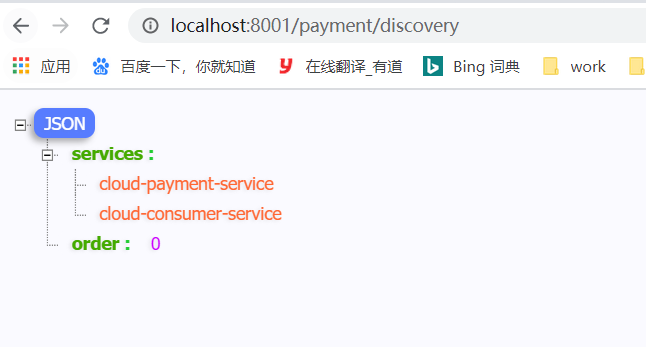 localhost:8001/payment/discovery
应用 百度一下，你就知道 在线翻译_有道 Bing 词典 work
JSON
services :
cloud-payment-service
cloud-consumer-service
order : 0